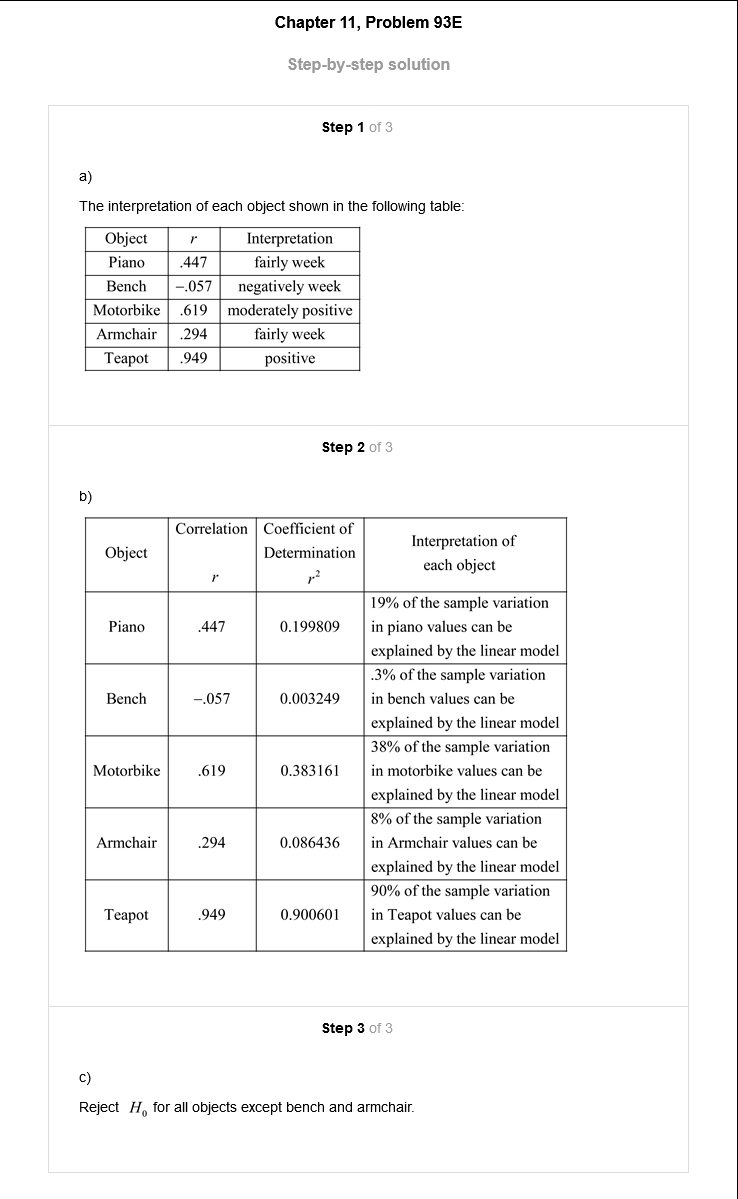 Chapter 11, Problem 93E
Step-by-step solution
Step 1 of 3
a)
The interpretation of each object shown in the following table:
Object r Interpretation
Piano .447 fairly week
Bench −.057 negatively week
Motorbike .619 moderately positive
Armchair .294 fairly week
Teapot .949 positive
Step 2 of 3
b)
Object
Correlation
r
Coefficient of
Determination
r²
Interpretation of
each object
Piano .447 0.199809
19% of the sample variation
in piano values can be
explained by the linear model
Bench −.057 0.003249
.3% of the sample variation
in bench values can be
explained by the linear model
Motorbike .619 0.383161
38% of the sample variation
in motorbike values can be
explained by the linear model
Armchair .294 0.086436
8% of the sample variation
in Armchair values can be
explained by the linear model
Teapot .949 0.900601
90% of the sample variation
in Teapot values can be
explained by the linear model
Step 3 of 3
c)
Reject H₀ for all objects except bench and armchair.